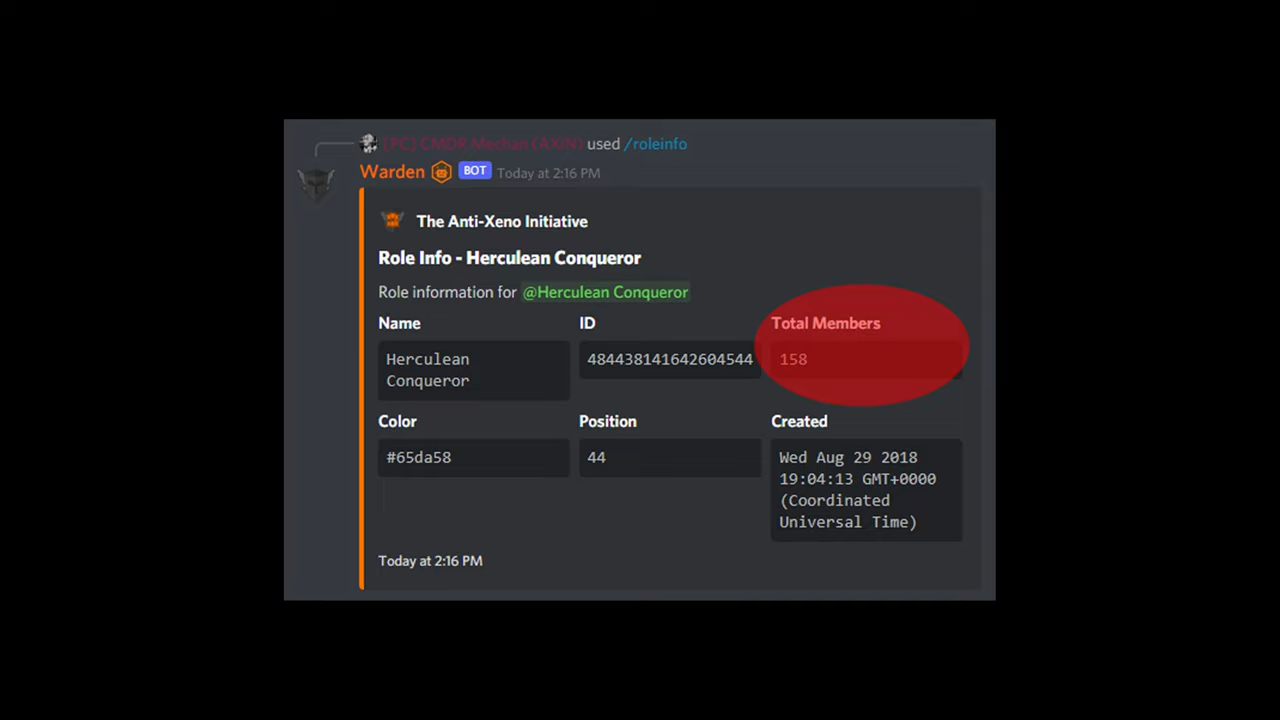 [PC] CMDR Mechan (AXIN) used /roleinfo
Warden BOT Today at 2:16 PM
The Anti-Xeno Initiative
Role Info - Herculean Conqueror
Role information for @Herculean Conqueror
Name ID Total Members
Herculean Conqueror 484438141642604544 158
Color Position Created
#65da58 44 Wed Aug 29 2018
19:04:13 GMT+0000
(Coordinated
Universal Time)
Today at 2:16 PM